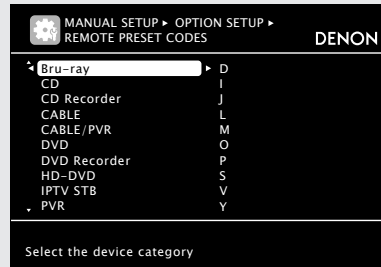 MANUAL SETUP ▸ OPTION SETUP ▸
REMOTE PRESET CODES
DENON
Bru-ray ▸ D
CD I
CD Recorder J
CABLE L
CABLE/PVR M
DVD O
DVD Recorder P
HD-DVD S
IPTV STB V
PVR Y
Select the device category